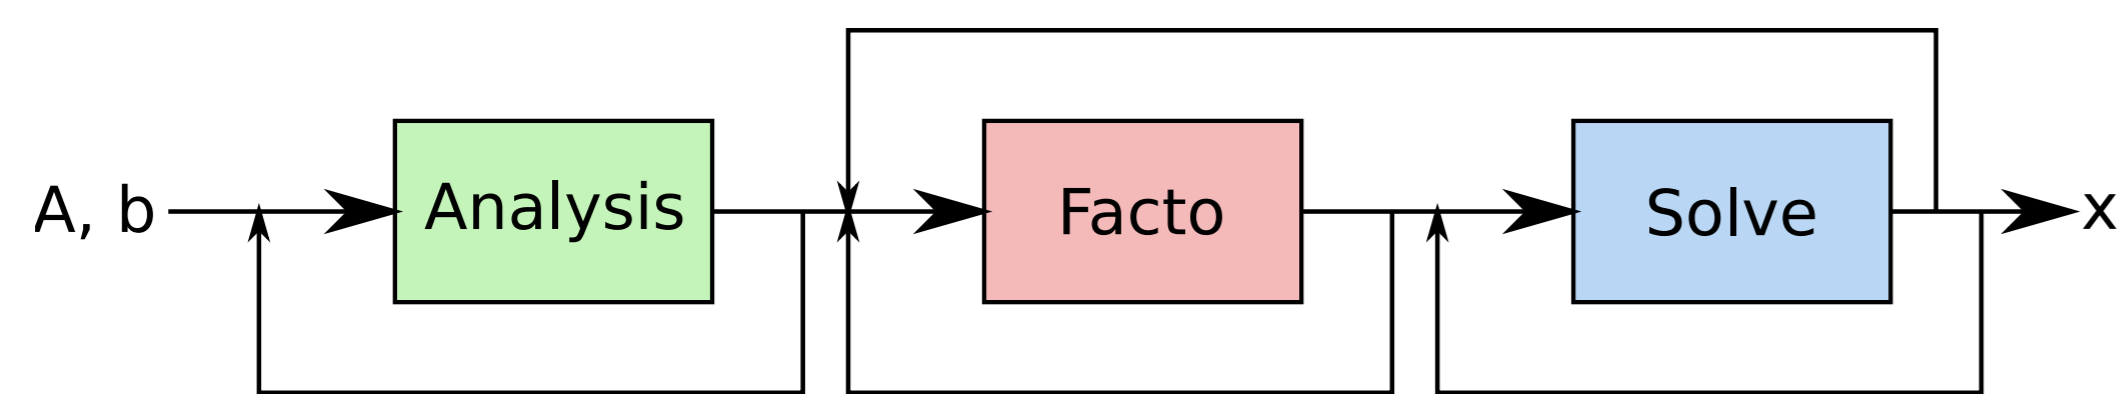 A, b
Analysis
Facto
Solve
x